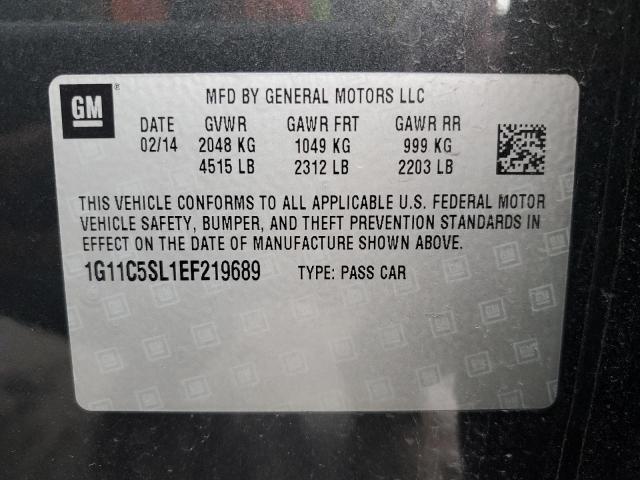 GM ®
MFD BY GENERAL MOTORS LLC
DATE GVWR GAWR FRT GAWR RR
02/14 2048 KG 1049 KG 999 KG
4515 LB 2312 LB 2203 LB
THIS VEHICLE CONFORMS TO ALL APPLICABLE U.S. FEDERAL MOTOR
VEHICLE SAFETY, BUMPER, AND THEFT PREVENTION STANDARDS IN
EFFECT ON THE DATE OF MANUFACTURE SHOWN ABOVE.
1G11C5SL1EF219689 TYPE: PASS CAR